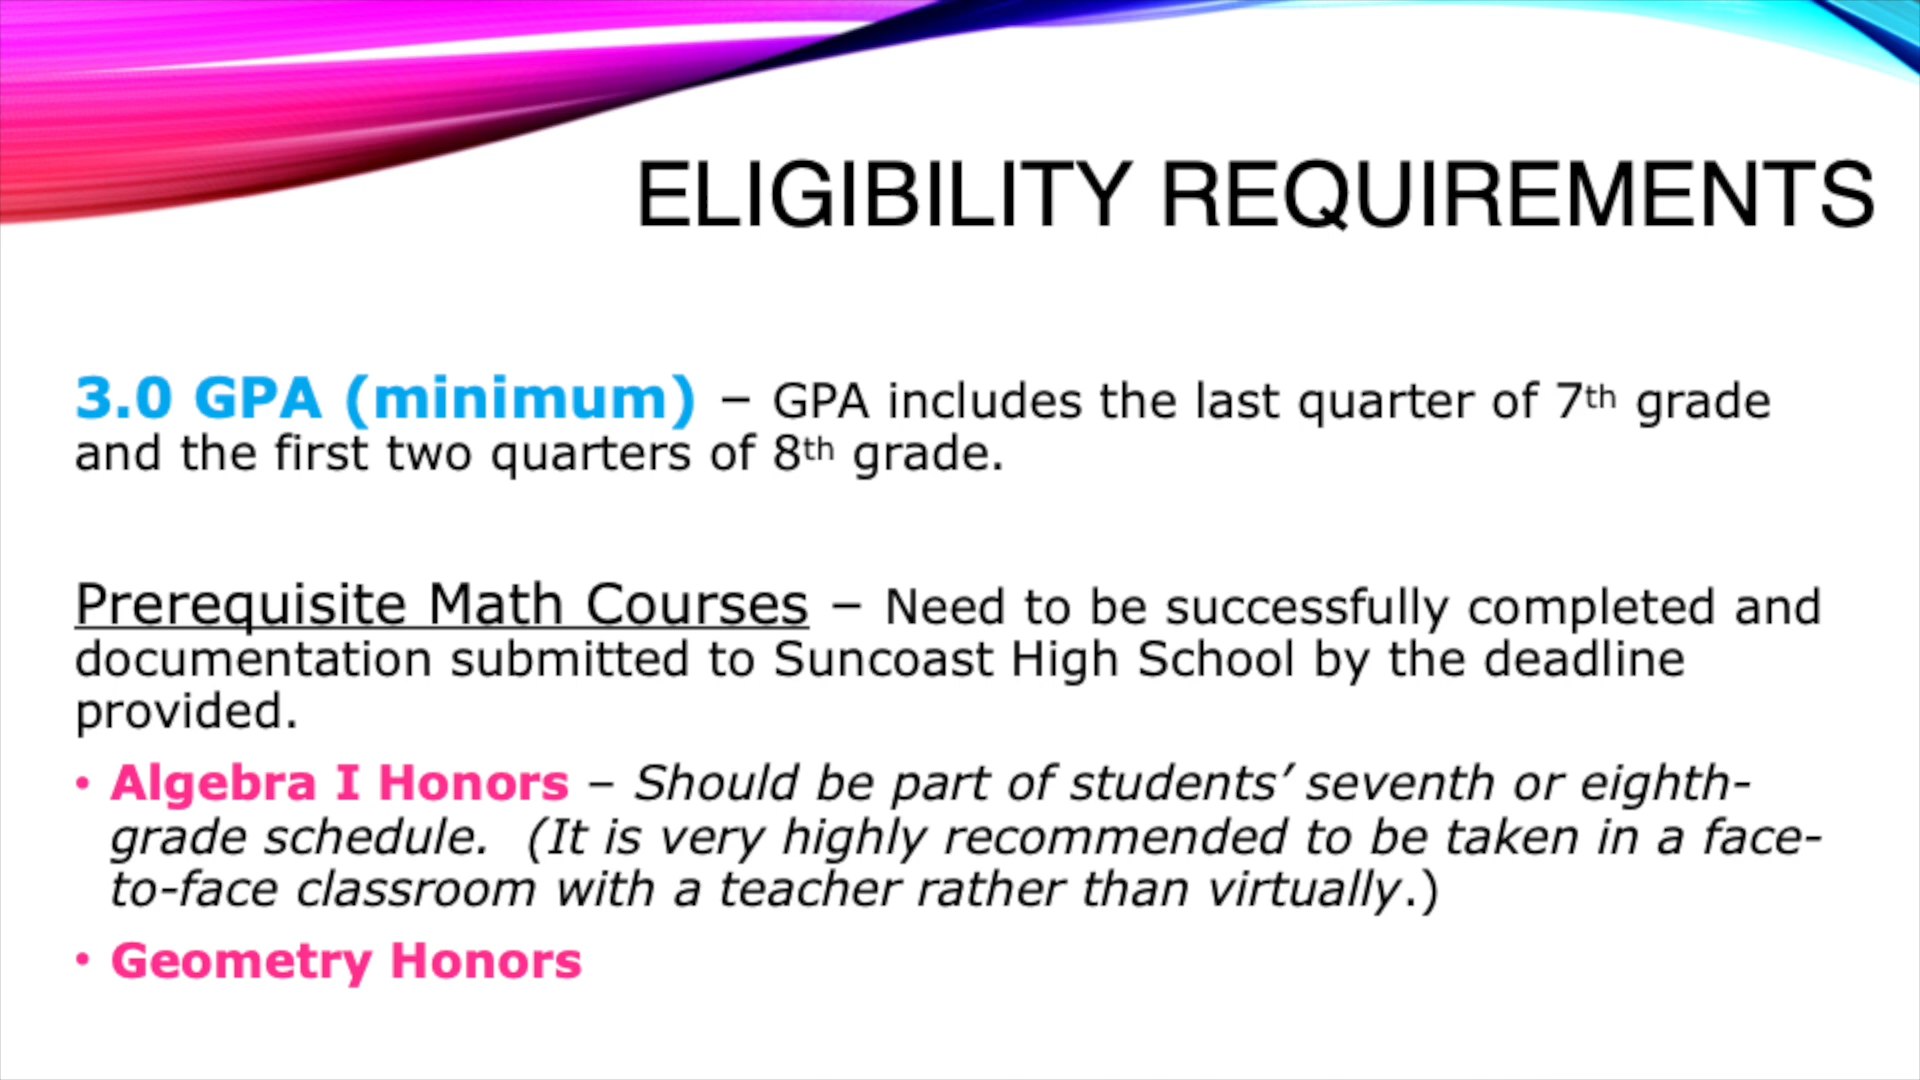 ELIGIBILITY REQUIREMENTS
3.0 GPA (minimum) – GPA includes the last quarter of 7th grade
and the first two quarters of 8th grade.
Prerequisite Math Courses – Need to be successfully completed and
documentation submitted to Suncoast High School by the deadline
provided.
• Algebra I Honors – Should be part of students’ seventh or eighth-
grade schedule.  (It is very highly recommended to be taken in a face-
to-face classroom with a teacher rather than virtually.)
• Geometry Honors